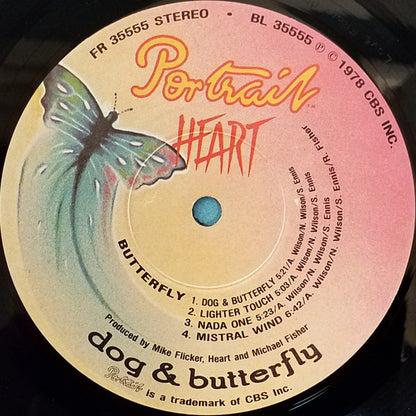 FR 35555 STEREO • BL 35555 ℗ © 1978 CBS INC.
Portrait™
HEART
BUTTERFLY
1. DOG & BUTTERFLY 5:21/A. Wilson/N. Wilson/S. Ennis
2. LIGHTER TOUCH 5:03/A. Wilson/N. Wilson/S. Ennis
3. NADA ONE 5:23/A. Wilson/N. Wilson/S. Ennis
4. MISTRAL WIND 6:42/A. Wilson/N. Wilson/S. Ennis/R. Fisher
Produced by Mike Flicker, Heart and Michael Fisher
dog & butterfly
Portrait is a trademark of CBS Inc.